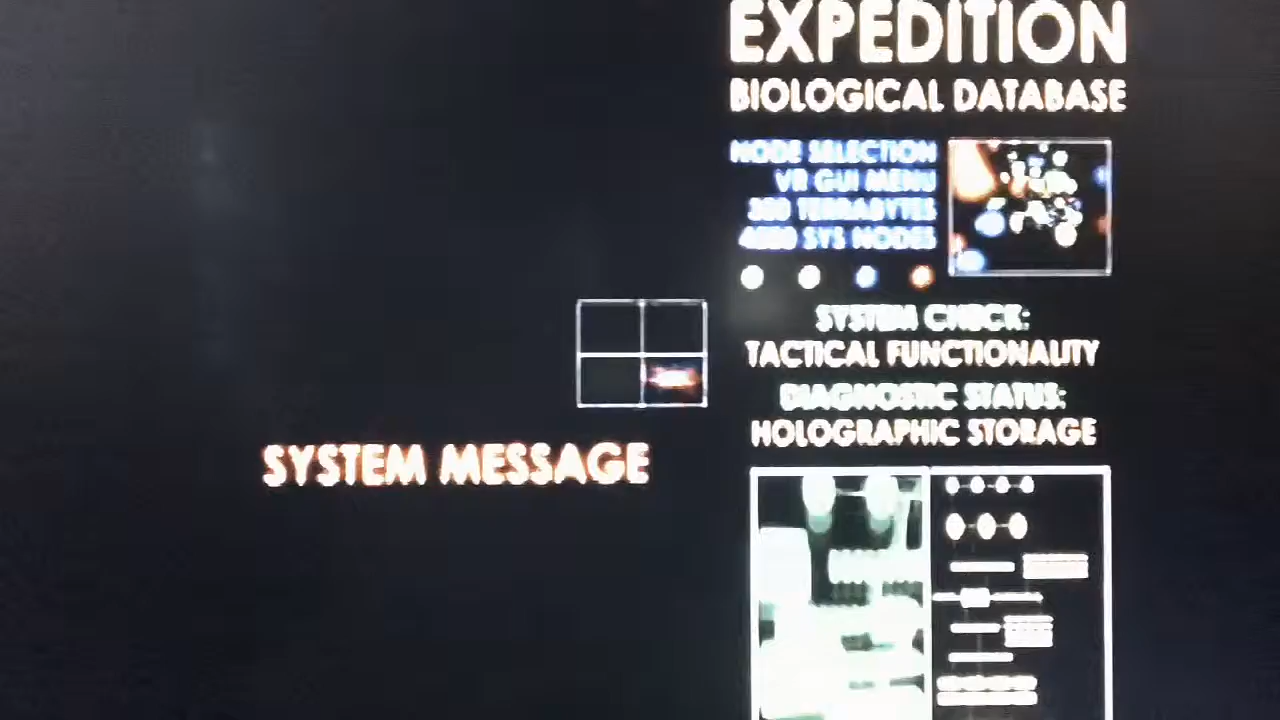 EXPEDITION
BIOLOGICAL DATABASE
NODE SELECTION
VR GUI MENU
TERRABYTES
SYS NODES
SYSTEM CHECK:
TACTICAL FUNCTIONALITY
DIAGNOSTIC STATUS:
HOLOGRAPHIC STORAGE
SYSTEM MESSAGE